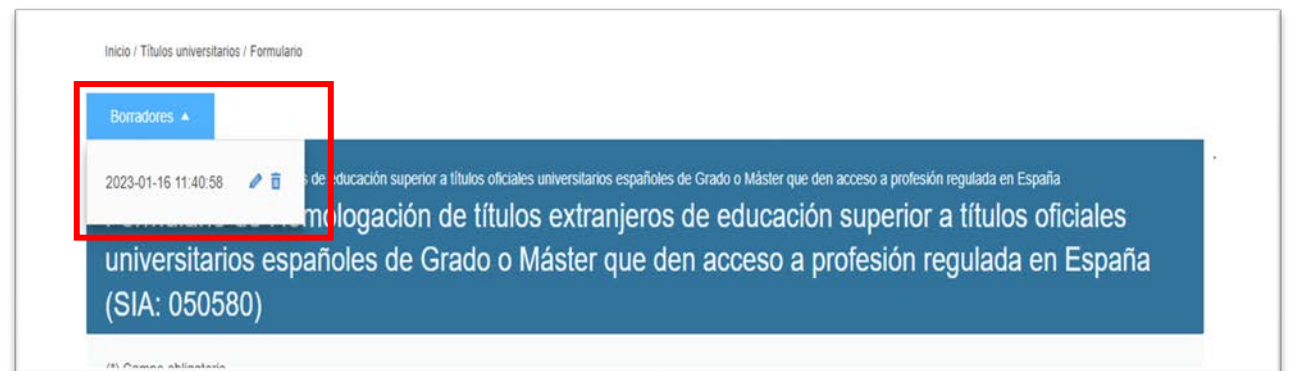 Inicio / Títulos universitarios / Formulario
Borradores ▲
2023-01-16 11:40:58
s de educación superior a títulos oficiales universitarios españoles de Grado o Máster que den acceso a profesión regulada en España
mologación de títulos extranjeros de educación superior a títulos oficiales
universitarios españoles de Grado o Máster que den acceso a profesión regulada en España
(SIA: 050580)